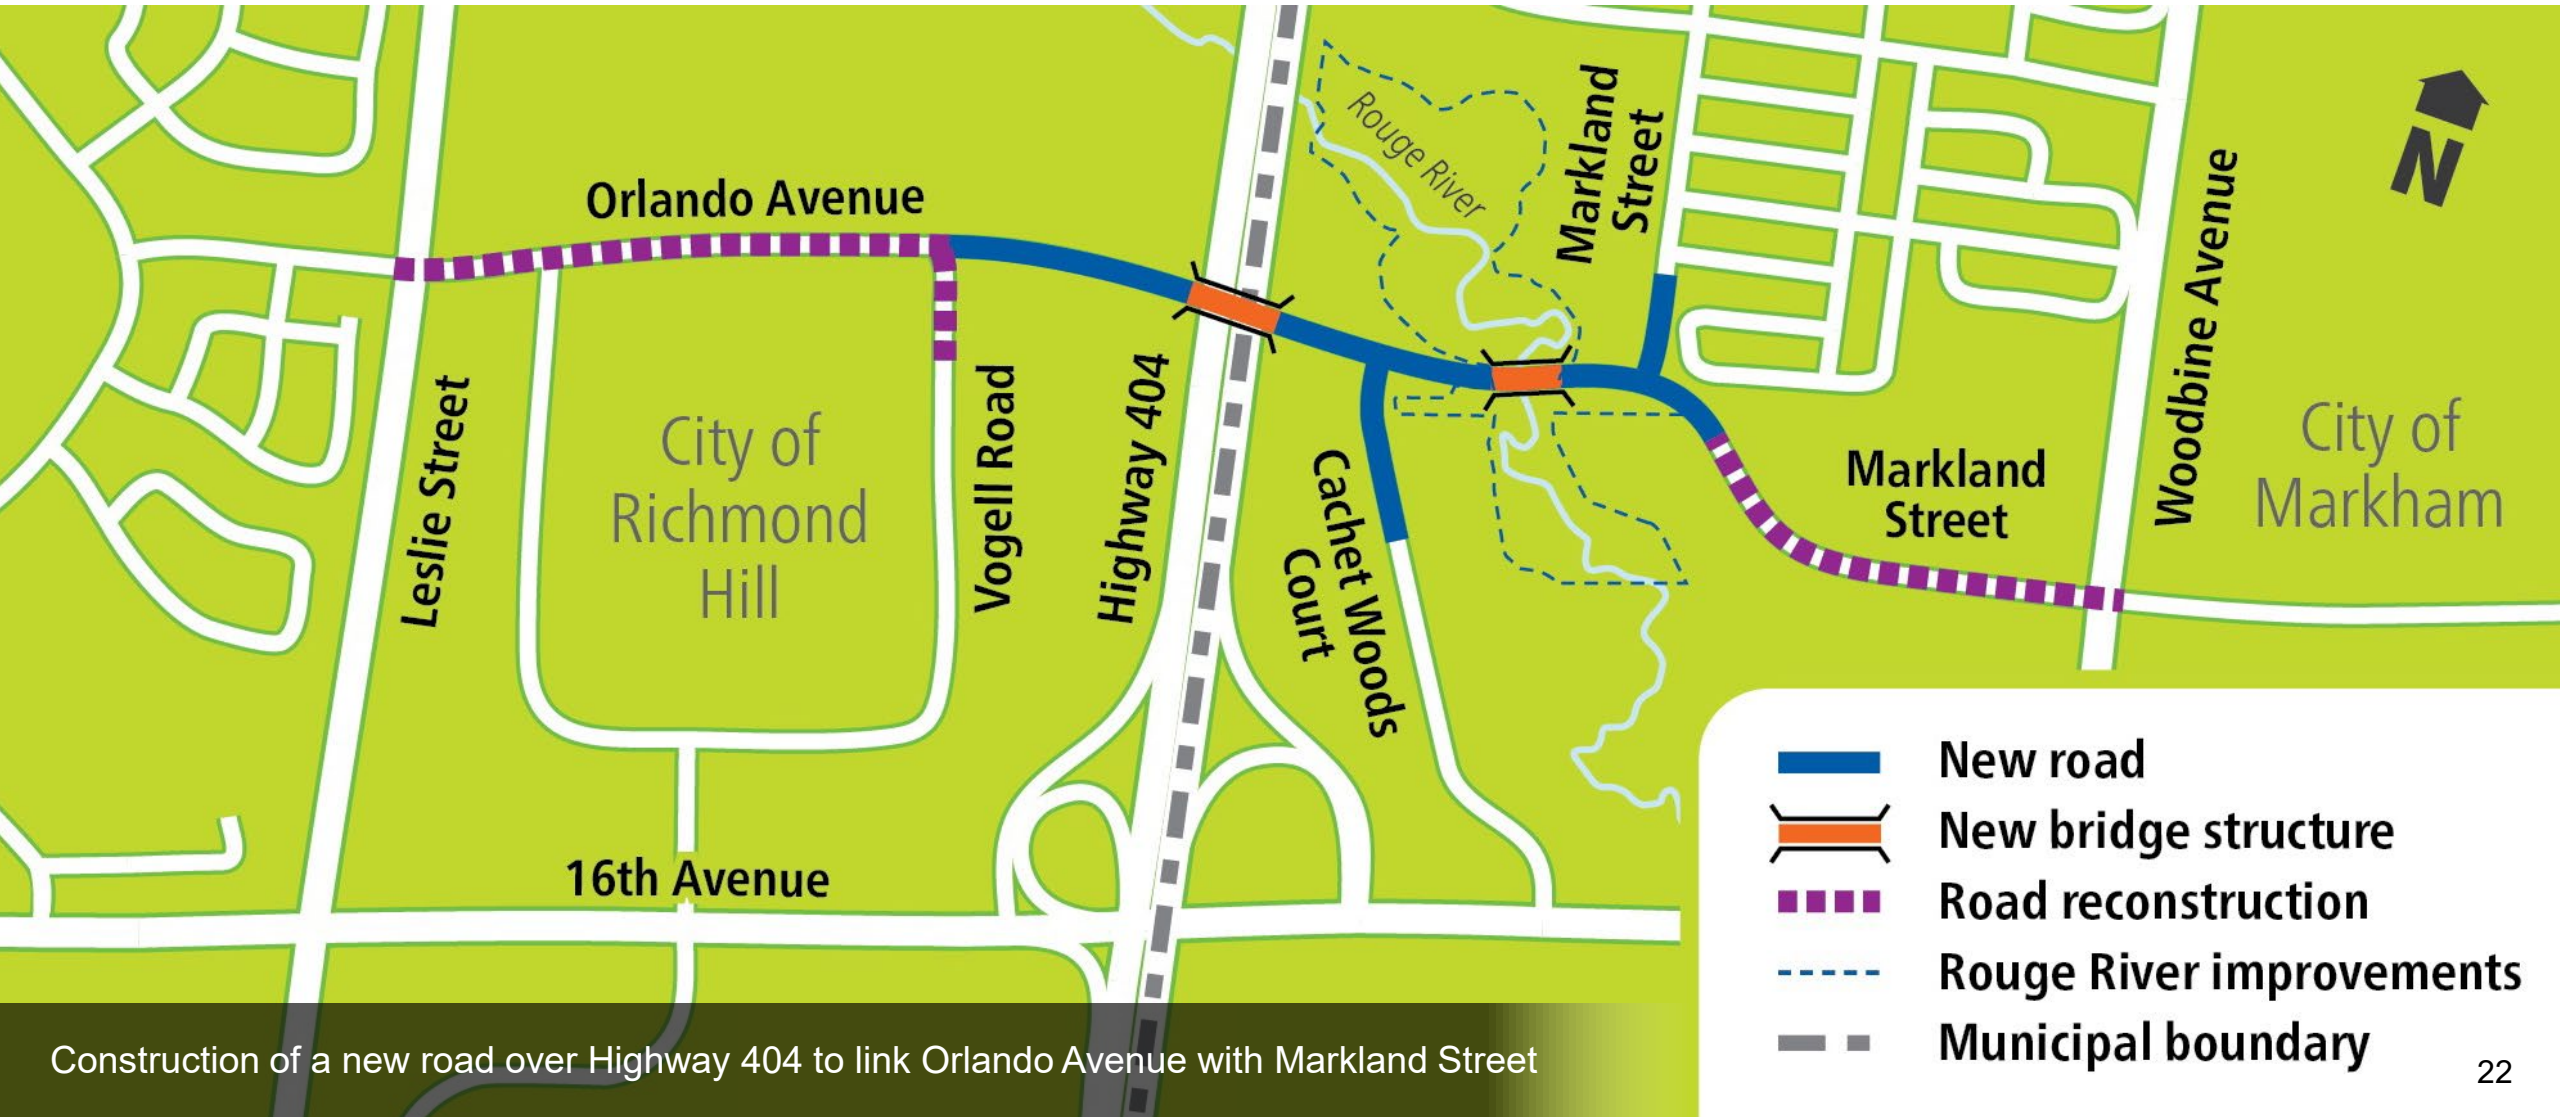 Rouge River
Markland
Street
N
Orlando Avenue
Woodbine Avenue
Leslie Street
City of
Richmond
Hill
Vogell Road
Highway 404
Cachet Woods
Court
Markland
Street
City of
Markham
16th Avenue
New road
New bridge structure
Road reconstruction
Rouge River improvements
Municipal boundary
Construction of a new road over Highway 404 to link Orlando Avenue with Markland Street
22